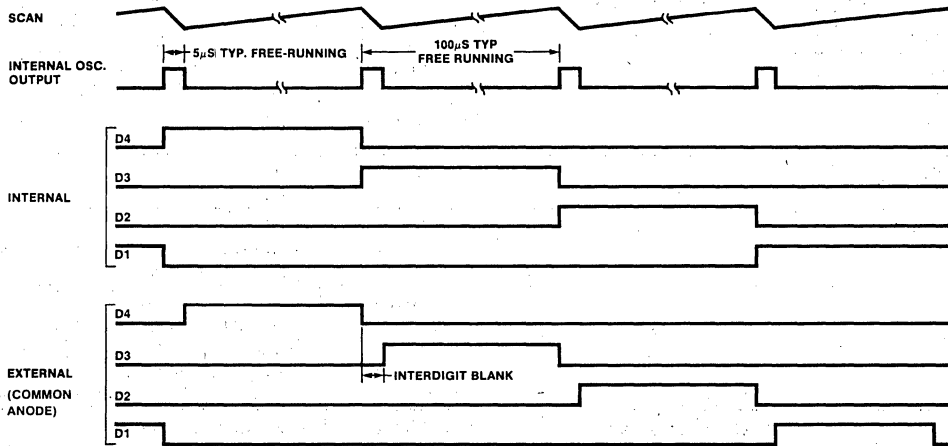 SCAN
5μS TYP. FREE-RUNNING
100μS TYP
FREE RUNNING
INTERNAL OSC.
OUTPUT
D4
D3
INTERNAL
D2
D1
D4
D3
INTERDIGIT BLANK
EXTERNAL
(COMMON
ANODE)
D2
D1